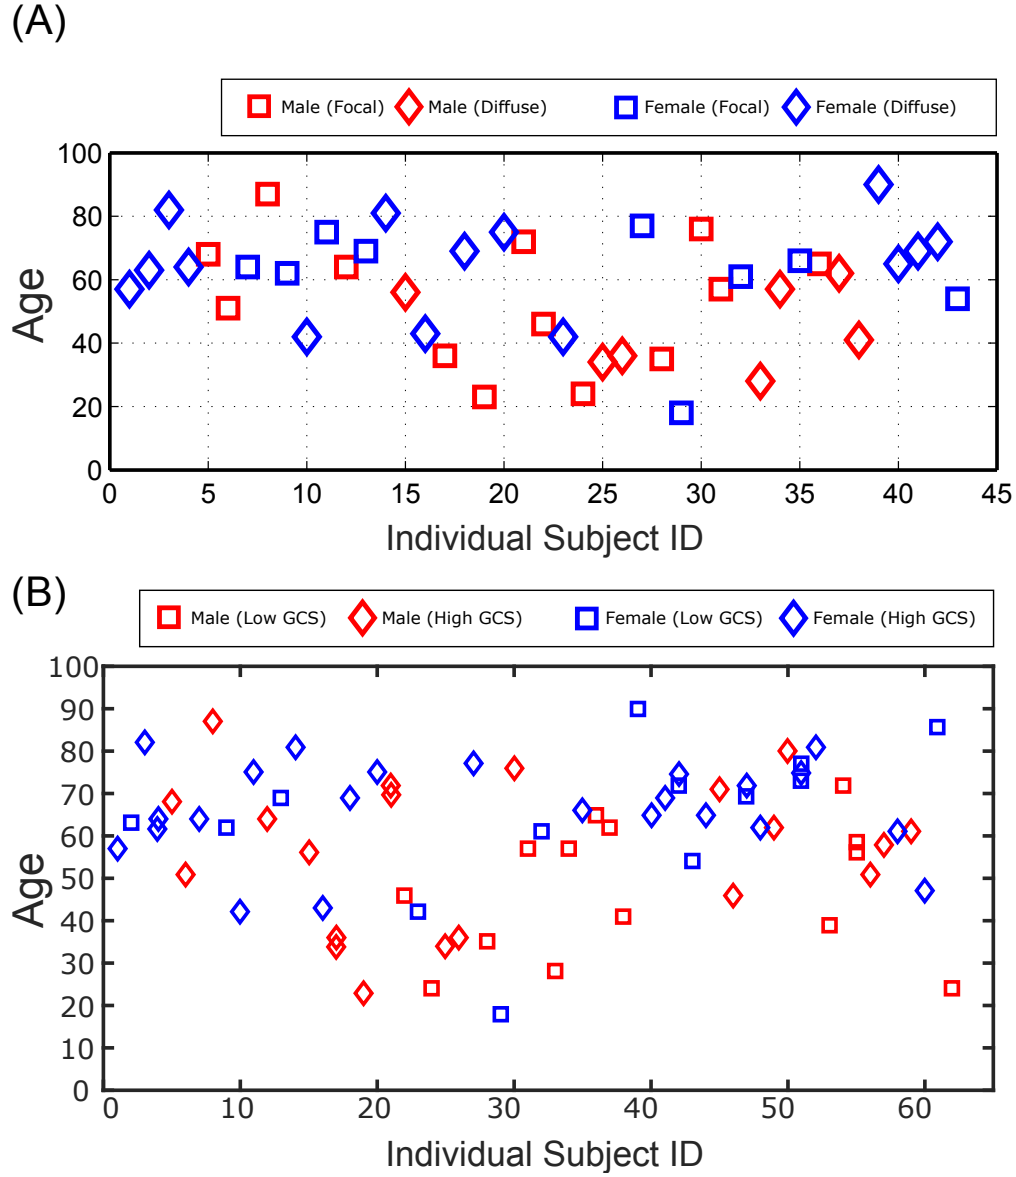 (A)
Male (Focal) Male (Diffuse) Female (Focal) Female (Diffuse)
100
80
60
40
20
0
Age
0 5 10 15 20 25 30 35 40 45
Individual Subject ID
(B)
Male (Low GCS) Male (High GCS) Female (Low GCS) Female (High GCS)
100
90
80
70
60
50
40
30
20
10
0
Age
0 10 20 30 40 50 60
Individual Subject ID